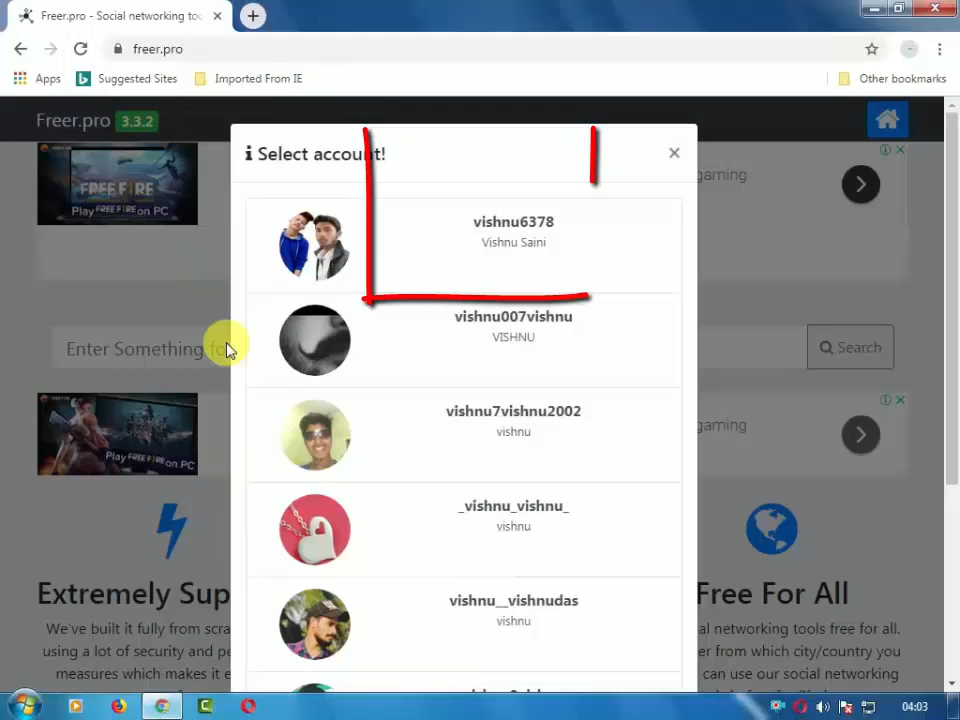 Freer.pro - Social networking too
freer.pro
Apps
Suggested Sites
Imported From IE
Other bookmarks
Freer.pro 3.3.2
Select account!
FREE FIRE
Play FREE FIRE on PC
gaming
vishnu6378
Vishnu Saini
vishnu007vishnu
VISHNU
Enter Something fo
Search
vishnu7vishnu2002
vishnu
Play FREE FIRE on PC
gaming
_vishnu_vishnu_
vishnu
vishnu__vishnudas
vishnu
Extremely Sup
We've built it fully from scra
using a lot of security and pe
measures which makes it e
Free For All
al networking tools free for all.
er from which city/country you
can use our social networking
04:03